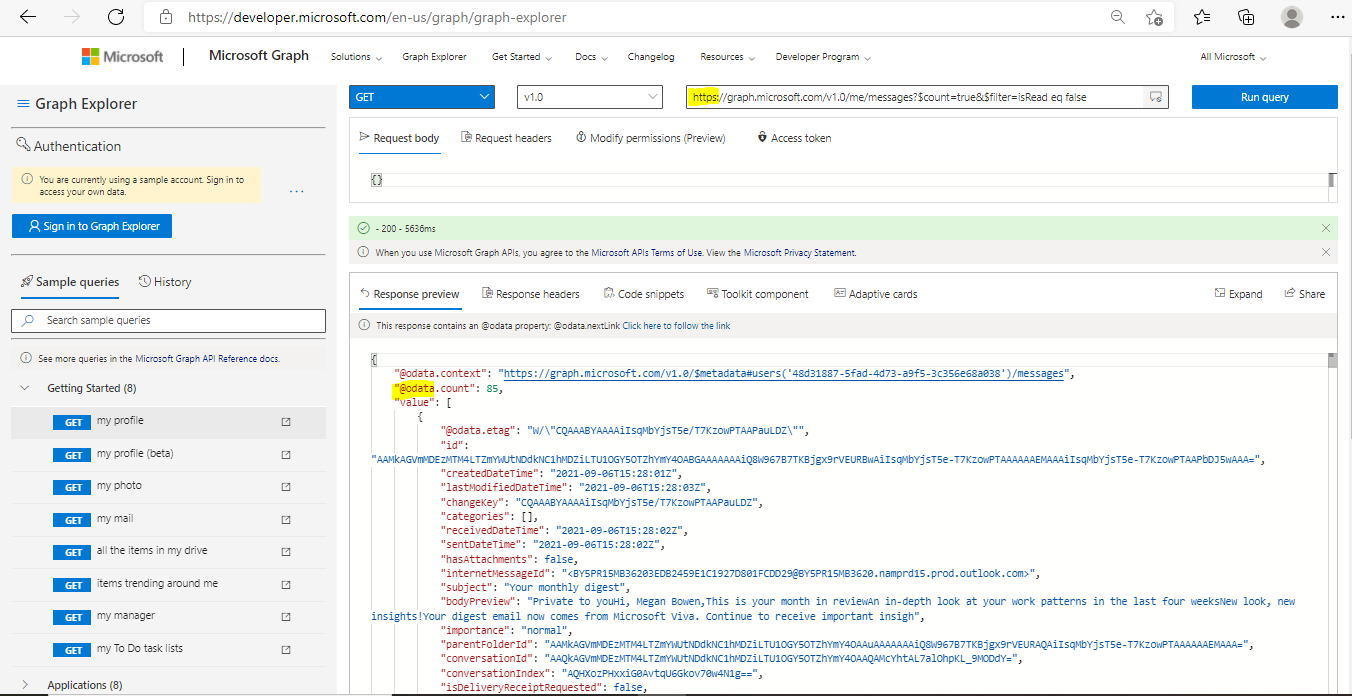 https://developer.microsoft.com/en-us/graph/graph-explorer
Microsoft
Microsoft Graph
Solutions
Graph Explorer
Get Started
Docs
Changelog
Resources
Developer Program
All Microsoft
Graph Explorer
GET
v1.0
https://graph.microsoft.com/v1.0/me/messages?$count=true&$filter=isRead eq false
Run query
Authentication
You are currently using a sample account. Sign in to
access your own data.
...
Sign in to Graph Explorer
Request body
Request headers
Modify permissions (Preview)
Access token
{}
- 200 - 5636ms
When you use Microsoft Graph APIs, you agree to the Microsoft APIs Terms of Use. View the Microsoft Privacy Statement.
Sample queries
History
Search sample queries
See more queries in the Microsoft Graph API Reference docs.
Getting Started (8)
GET my profile
GET my profile (beta)
GET my photo
GET my mail
GET all the items in my drive
GET items trending around me
GET my manager
GET my To Do task lists
Applications (8)
Response preview
Response headers
Code snippets
Toolkit component
Adaptive cards
Expand
Share
This response contains an @odata property: @odata.nextLink Click here to follow the link
{
"@odata.context": "https://graph.microsoft.com/v1.0/$metadata#users('48d31887-5fad-4d73-a9f5-3c356e68a038')/messages",
"@odata.count": 85,
"value": [
{
"@odata.etag": "W/\"CQAAABYAAAAiIsqMbYjsT5e/T7KzowPTAAPauLDZ\"",
"id":
"AAMkAGVmMDEzMTM4LTZmYWUtNDdkNC1hMDZiLTU1OGY5OTZhYmY4OABGAAAAAAAiQ8W967B7TKBjgx9rVEURBwAiIsqMbYjsT5e-T7KzowPTAAAAAAEMAAAiIsqMbYjsT5e-T7KzowPTAAPbDJ5wAAA=",
"createdDateTime": "2021-09-06T15:28:01Z",
"lastModifiedDateTime": "2021-09-06T15:28:03Z",
"changeKey": "CQAAABYAAAAiIsqMbYjsT5e/T7KzowPTAAPauLDZ",
"categories": [],
"receivedDateTime": "2021-09-06T15:28:02Z",
"sentDateTime": "2021-09-06T15:28:02Z",
"hasAttachments": false,
"internetMessageId": "<BY5PR15MB36203EDB2459E1C1927D801FCDD29@BY5PR15MB3620.namprd15.prod.outlook.com>",
"subject": "Your monthly digest",
"bodyPreview": "Private to youHi, Megan Bowen,This is your month in reviewAn in-depth look at your work patterns in the last four weeksNew look, new
insights!Your digest email now comes from Microsoft Viva. Continue to receive important insigh",
"importance": "normal",
"parentFolderId": "AAMkAGVmMDEzMTM4LTZmYWUtNDdkNC1hMDZiLTU1OGY5OTZhYmY4OAAuAAAAAAAiQ8W967B7TKBjgx9rVEURAQAiIsqMbYjsT5e-T7KzowPTAAAAAAEMAAA=",
"conversationId": "AAQkAGVmMDEzMTM4LTZmYWUtNDdkNC1hMDZiLTU1OGY5OTZhYmY4OAAQAMcYhtAL7alOhpKL_9MODdY=",
"conversationIndex": "AQHXozPHxxiG0AvtqU6Gkov70w4N1g==",
"isDeliveryReceiptRequested": false,